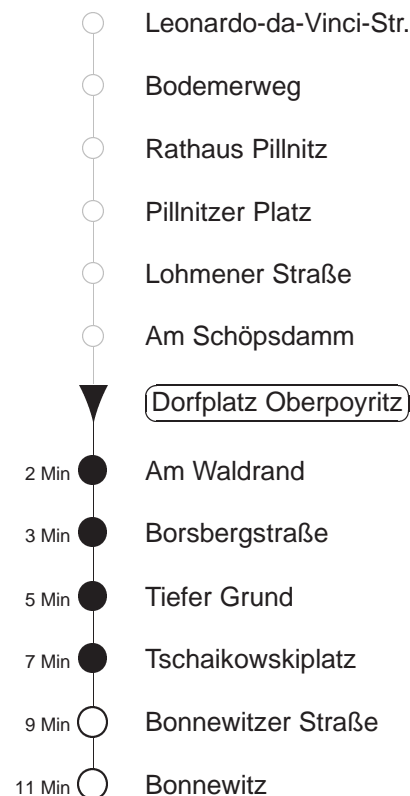 Leonardo-da-Vinci-Str.
Bodemerweg
Rathaus Pillnitz
Pillnitzer Platz
Lohmener Straße
Am Schöpsdamm
Dorfplatz Oberpoyritz
2 Min Am Waldrand
3 Min Borsbergstraße
5 Min Tiefer Grund
7 Min Tschaikowskiplatz
9 Min Bonnewitzer Straße
11 Min Bonnewitz